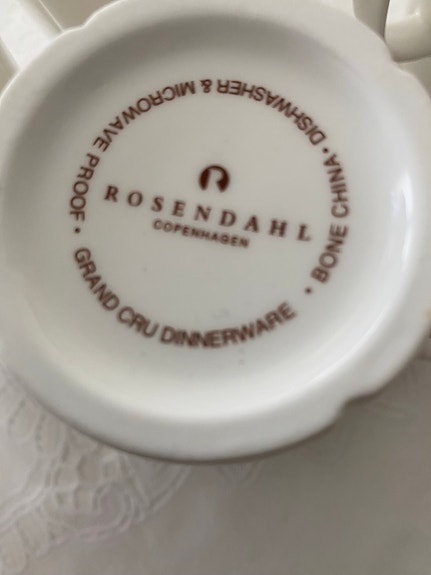 ROSENDAHL
COPENHAGEN
GRAND CRU DINNERWARE • BONE CHINA • DISHWASHER & MICROWAVE PROOF •